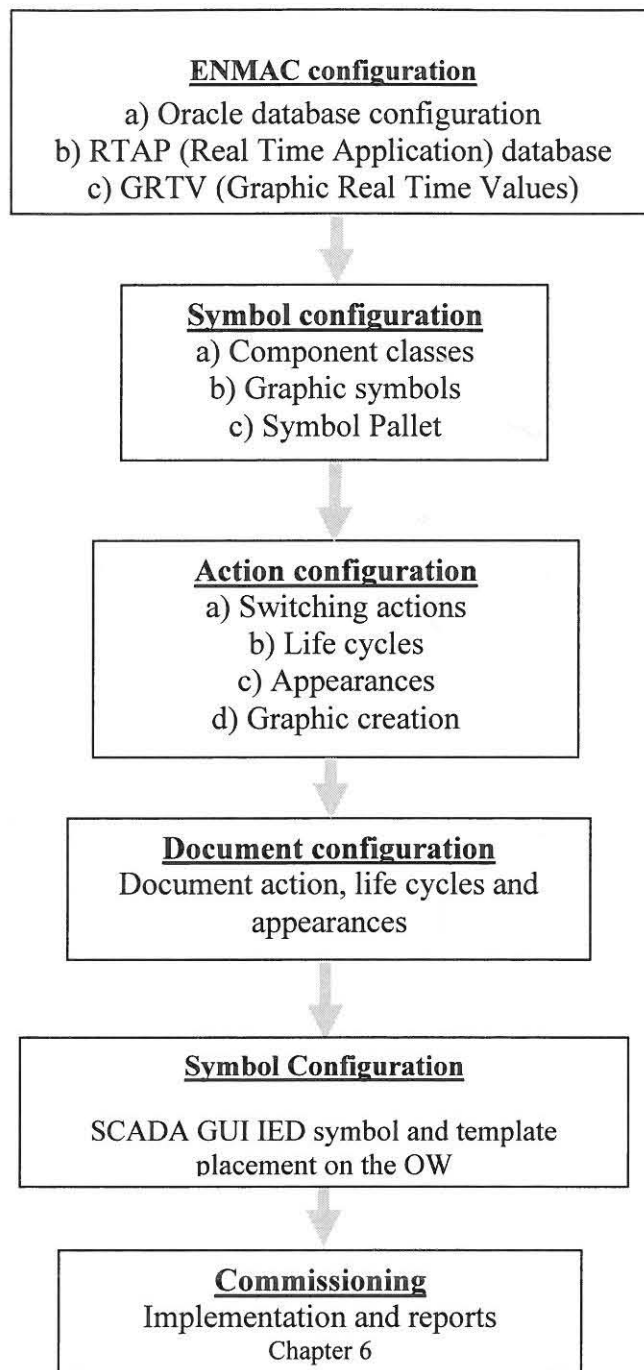 ENMAC configuration
a) Oracle database configuration
b) RTAP (Real Time Application) database
c) GRTV (Graphic Real Time Values)
Symbol configuration
a) Component classes
b) Graphic symbols
c) Symbol Pallet
Action configuration
a) Switching actions
b) Life cycles
c) Appearances
d) Graphic creation
Document configuration
Document action, life cycles and
appearances
Symbol Configuration
SCADA GUI IED symbol and template
placement on the OW
Commissioning
Implementation and reports
Chapter 6